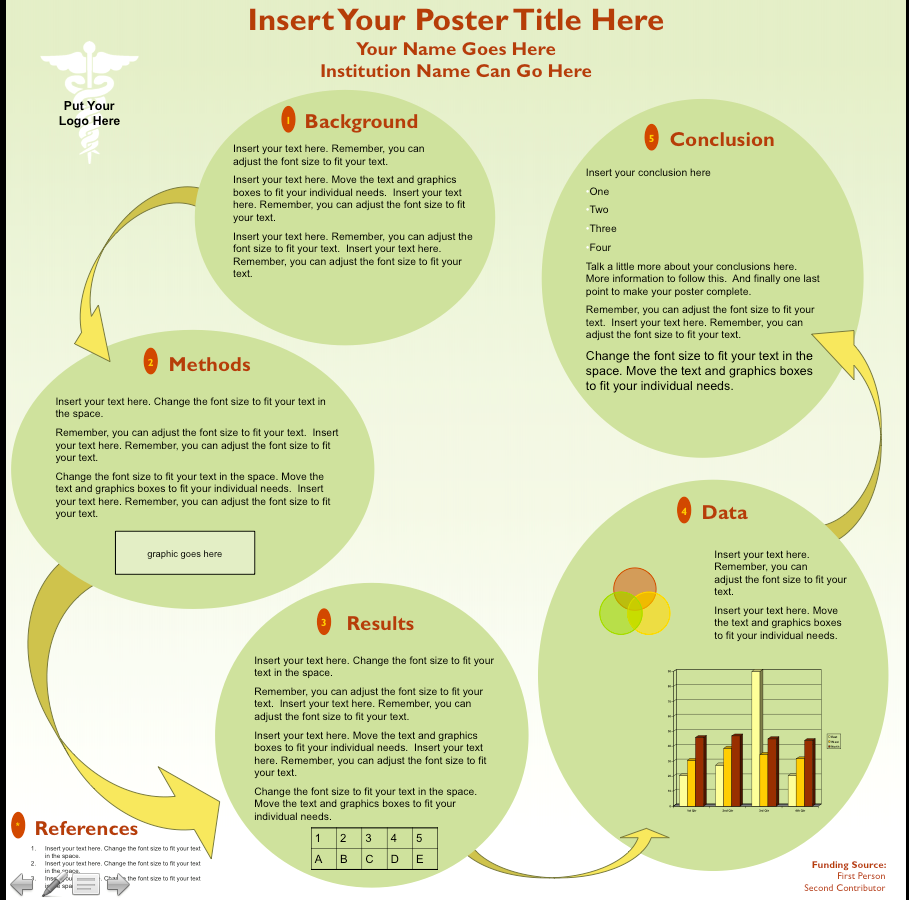 Insert Your Poster Title Here
Your Name Goes Here
Institution Name Can Go Here
Put Your
Logo Here
1 Background
Insert your text here. Remember, you can
adjust the font size to fit your text.
Insert your text here. Move the text and graphics
boxes to fit your individual needs. Insert your text
here. Remember, you can adjust the font size to fit
your text.
Insert your text here. Remember, you can adjust the
font size to fit your text. Insert your text here.
Remember, you can adjust the font size to fit your
text.
2 Methods
Insert your text here. Change the font size to fit your text in
the space.
Remember, you can adjust the font size to fit your text. Insert
your text here. Remember, you can adjust the font size to fit
your text.
Change the font size to fit your text in the space. Move the
text and graphics boxes to fit your individual needs. Insert
your text here. Remember, you can adjust the font size to fit
your text.
graphic goes here
3 Results
Insert your text here. Change the font size to fit your text, in
the space.
Remember, you can adjust the font size to fit your
text. Insert your text here. Remember, you can
adjust the font size to fit your text.
Insert your text here. Move the text and graphics
boxes to fit your individual needs. Insert your text
here. Remember, you can adjust the font size to fit
your text.
Change the font size to fit your text in the space.
Move the text and graphics boxes to fit your
individual needs.
1 2 3 4 5
A B C D E
4 Data
Insert your text here.
Remember, you can
adjust the font size to fit your
text.
Insert your text here. Move
the text and graphics boxes
to fit your individual needs.
5 Conclusion
Insert your conclusion here
One
Two
Three
Four
Talk a little more about your conclusions here.
More information to follow this. And finally one last
point to make your poster complete.
Remember, you can adjust the font size to fit your
text. Insert your text here. Remember, you can
adjust the font size to fit your text.
Change the font size to fit your text in the
space. Move the text and graphics boxes
to fit your individual needs.
* References
1. Insert your text here. Change the font size to fit your text
in the space.
2. Insert your text here. Change the font size to fit your text
in the space.
3. size to fit your text
Funding Source:
First Person
Second Contributor